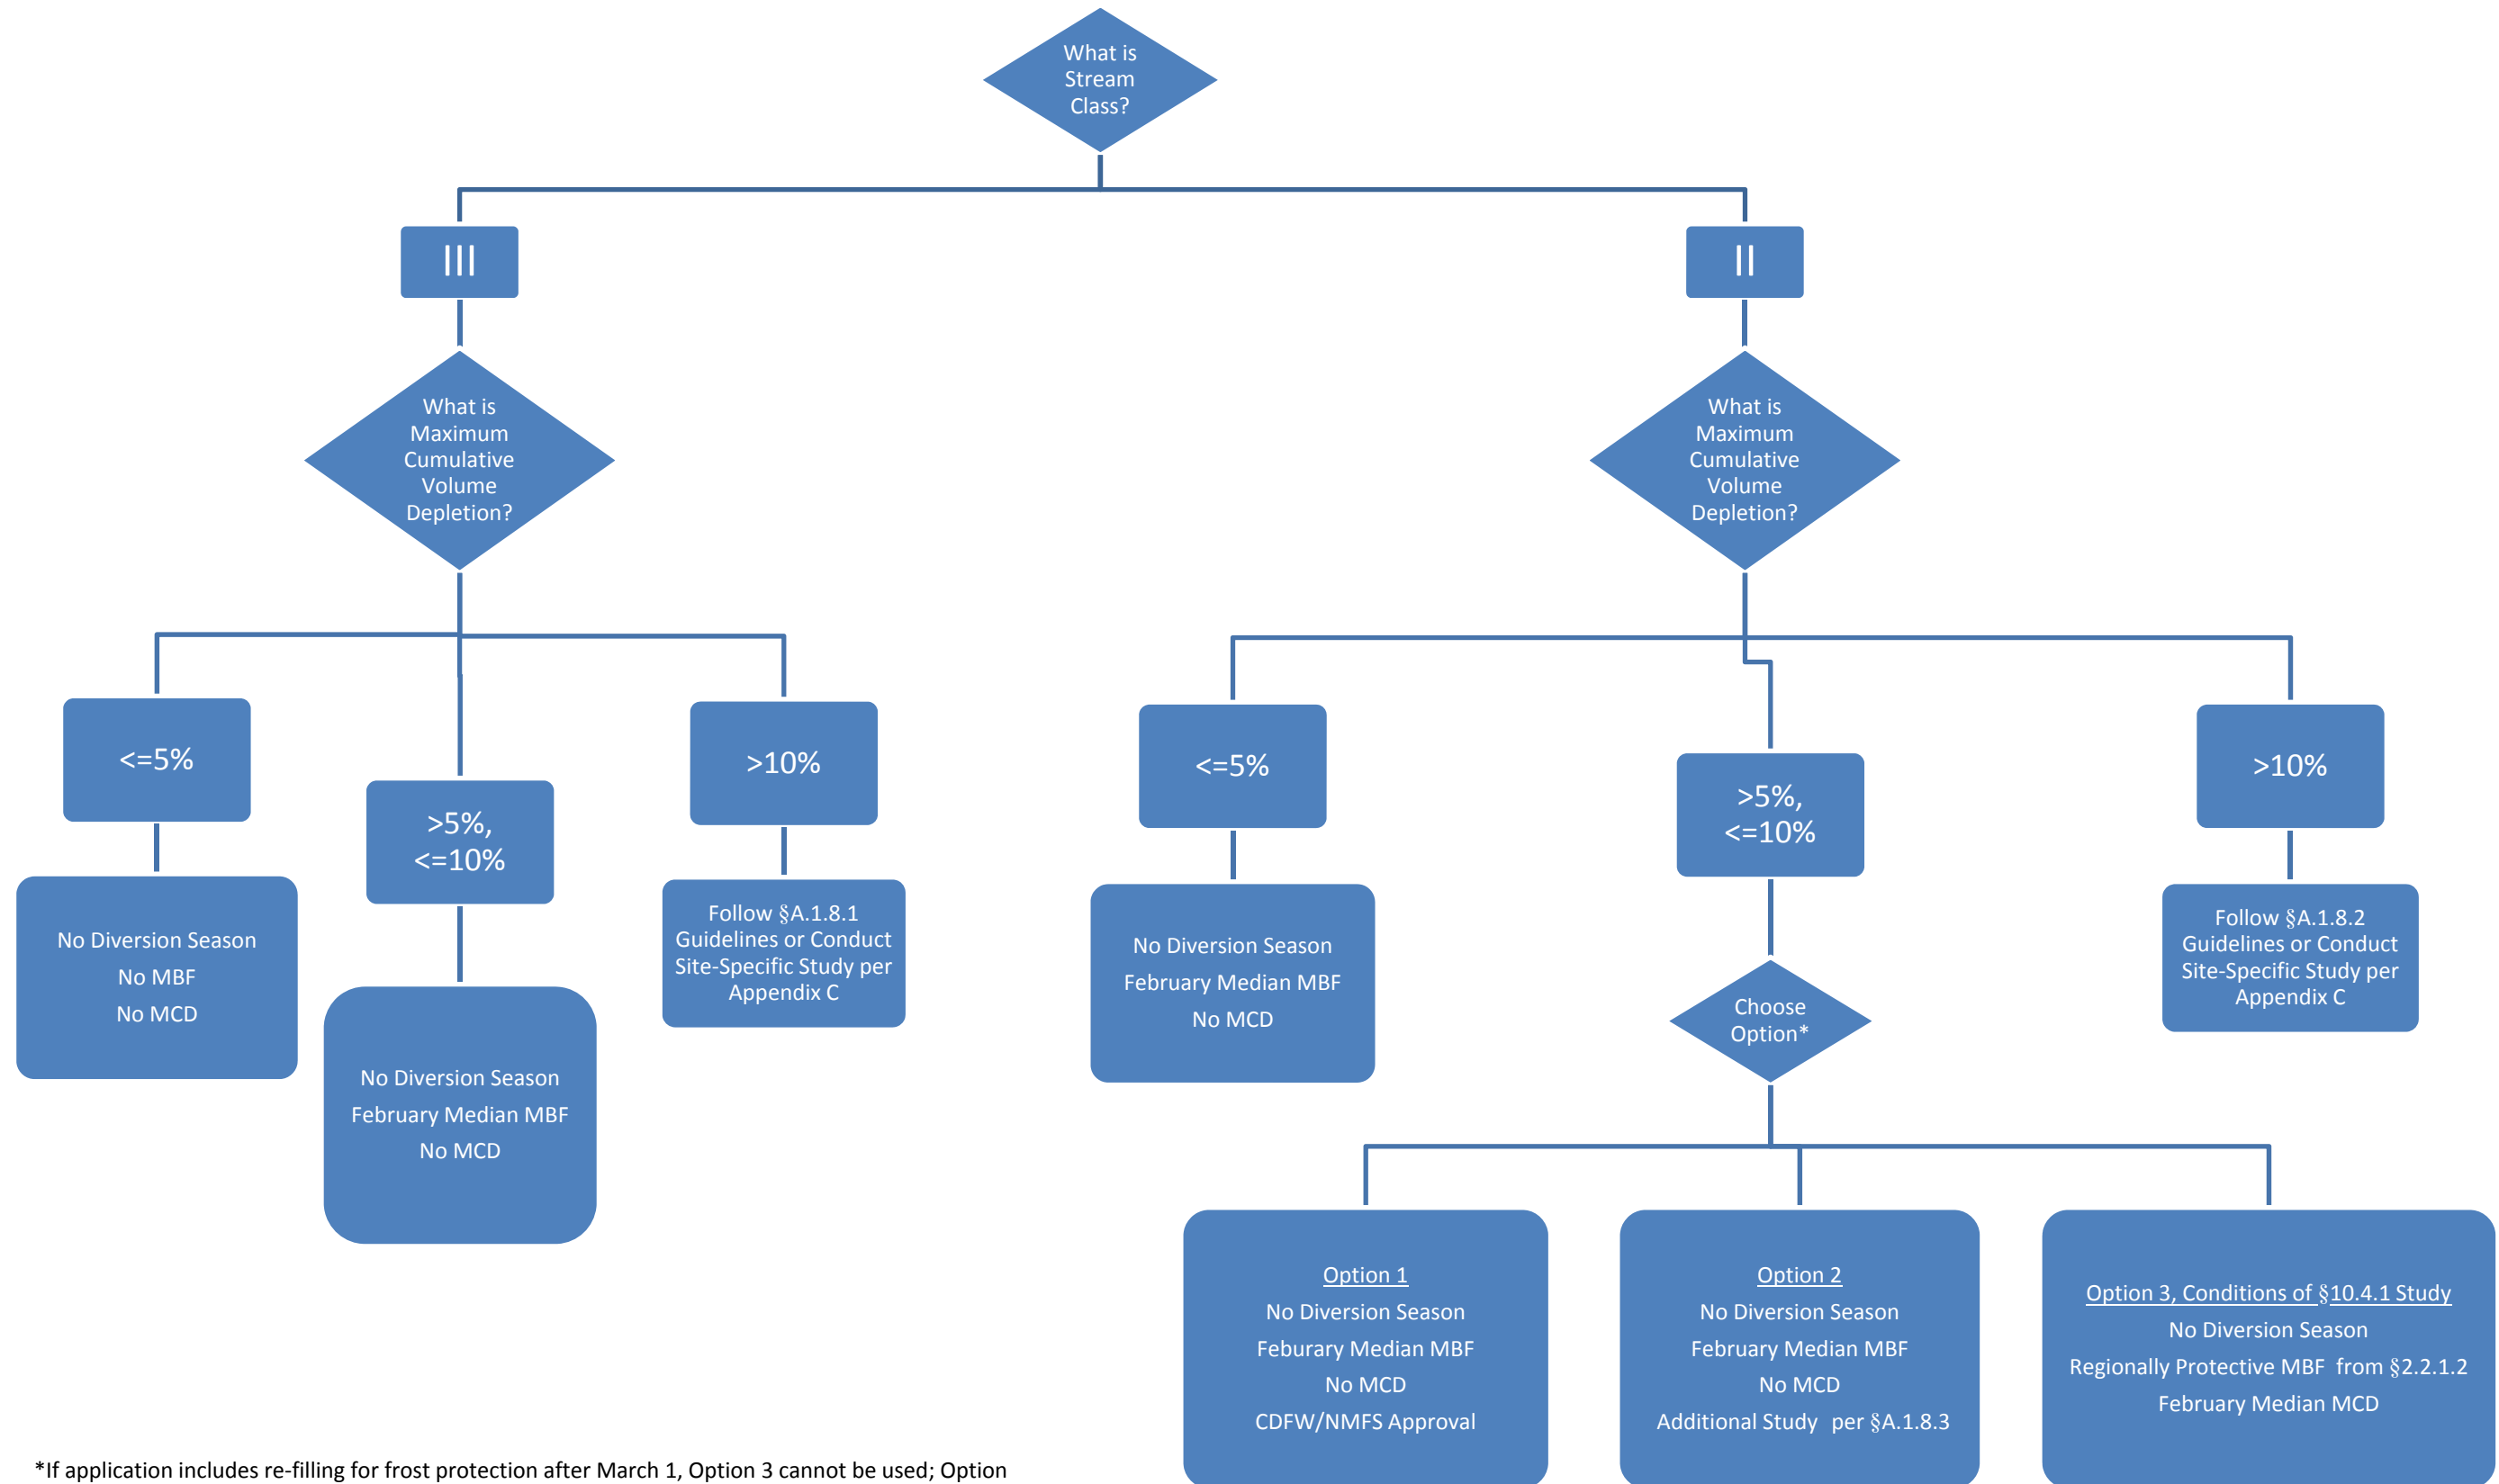 What is
Stream
Class?
III
II
What is
Maximum
Cumulative
Volume
Depletion?
What is
Maximum
Cumulative
Volume
Depletion?
<=5%
>5%,
<=10%
>10%
<=5%
>5%,
<=10%
>10%
No Diversion Season
No MBF
No MCD
No Diversion Season
February Median MBF
No MCD
Follow §A.1.8.1
Guidelines or Conduct
Site-Specific Study per
Appendix C
No Diversion Season
February Median MBF
No MCD
Choose
Option*
Follow §A.1.8.2
Guidelines or Conduct
Site-Specific Study per
Appendix C
Option 1
No Diversion Season
Feburary Median MBF
No MCD
CDFW/NMFS Approval
Option 2
No Diversion Season
February Median MBF
No MCD
Additional Study per §A.1.8.3
Option 3, Conditions of §10.4.1 Study
No Diversion Season
Regionally Protective MBF from §2.2.1.2
February Median MCD
*If application includes re-filling for frost protection after March 1, Option 3 cannot be used; Option